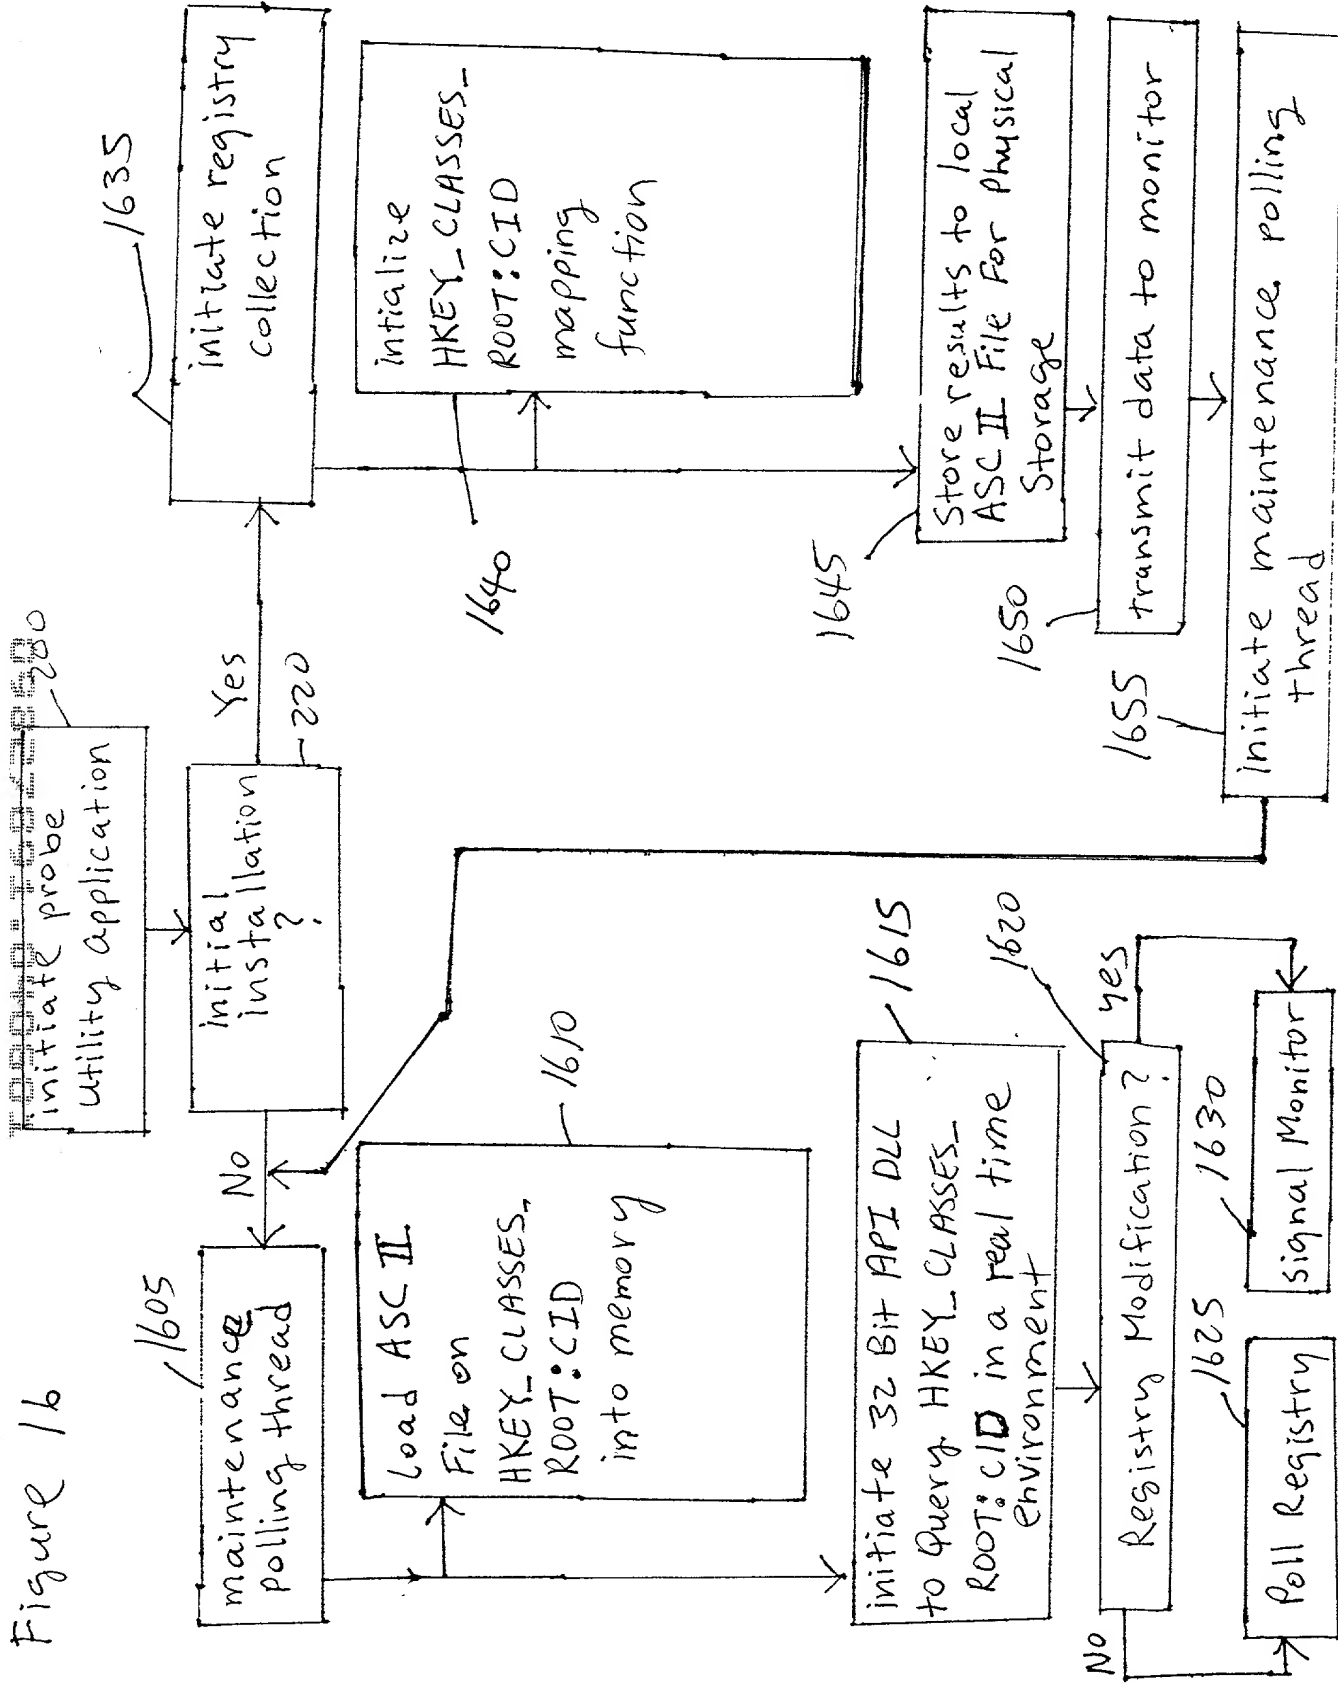 Figure 16
initiate probe
utility application
200
initial
installation
?
220
Yes
No
maintenance
polling thread
1605
Load ASC II
File on
HKEY_CLASSES_
ROOT:CID
into memory
1610
initiate 32 Bit API DLL
to Query HKEY_CLASSES_
ROOT:CID in a real time
environment
1615
Registry Modification?
1620
No
yes
Poll Registry
1625
Signal Monitor
1630
initiate registry
collection
1635
intialize
HKEY_CLASSES_
ROOT:CID
mapping
function
1640
Store results to local
ASC II File For Physical
Storage
1645
transmit data to monitor
1650
initiate maintenance polling
thread
1655